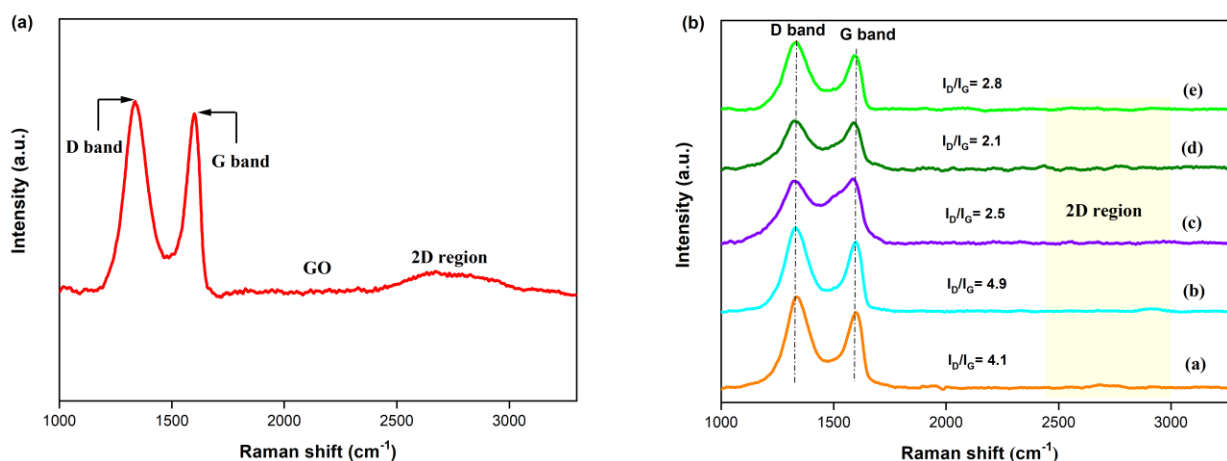 (a)
Intensity (a.u.)
D band
G band
GO
2D region
1000 1500 2000 2500 3000
Raman shift (cm⁻¹)
(b)
Intensity (a.u.)
D band G band
I_D/I_G= 2.8 (e)
I_D/I_G= 2.1 (d)
I_D/I_G= 2.5 2D region (c)
I_D/I_G= 4.9 (b)
I_D/I_G= 4.1 (a)
1000 1500 2000 2500 3000
Raman shift (cm⁻¹)